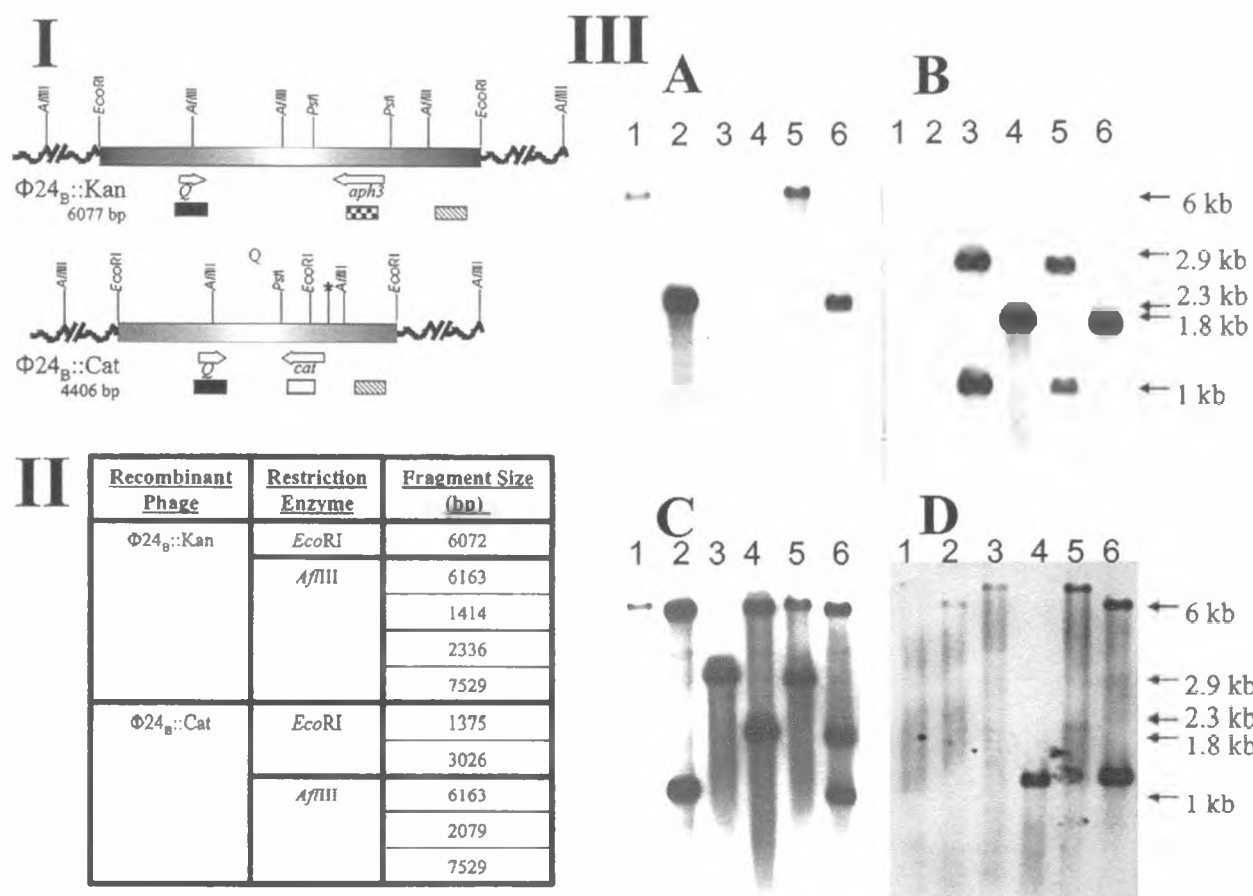 I
AflIII EcoRI AflIII AflIII PstI PstI AflIII EcoRI AflIII
Φ24B::Kan
6077 bp
Q aph3
Q
AflIII EcoRI AflIII PstI EcoRI * AflIII EcoRI AflIII
Φ24B::Cat
4406 bp
Q cat
II
Recombinant Phage Restriction Enzyme Fragment Size (bp)
Φ24B::Kan EcoRI 6072
AflIII 6163
1414
2336
7529
Φ24B::Cat EcoRI 1375
3026
AflIII 6163
2079
7529
III
A
1 2 3 4 5 6
B
1 2 3 4 5 6
6 kb
2.9 kb
2.3 kb
1.8 kb
1 kb
C
1 2 3 4 5 6
D
1 2 3 4 5 6
6 kb
2.9 kb
2.3 kb
1.8 kb
1 kb